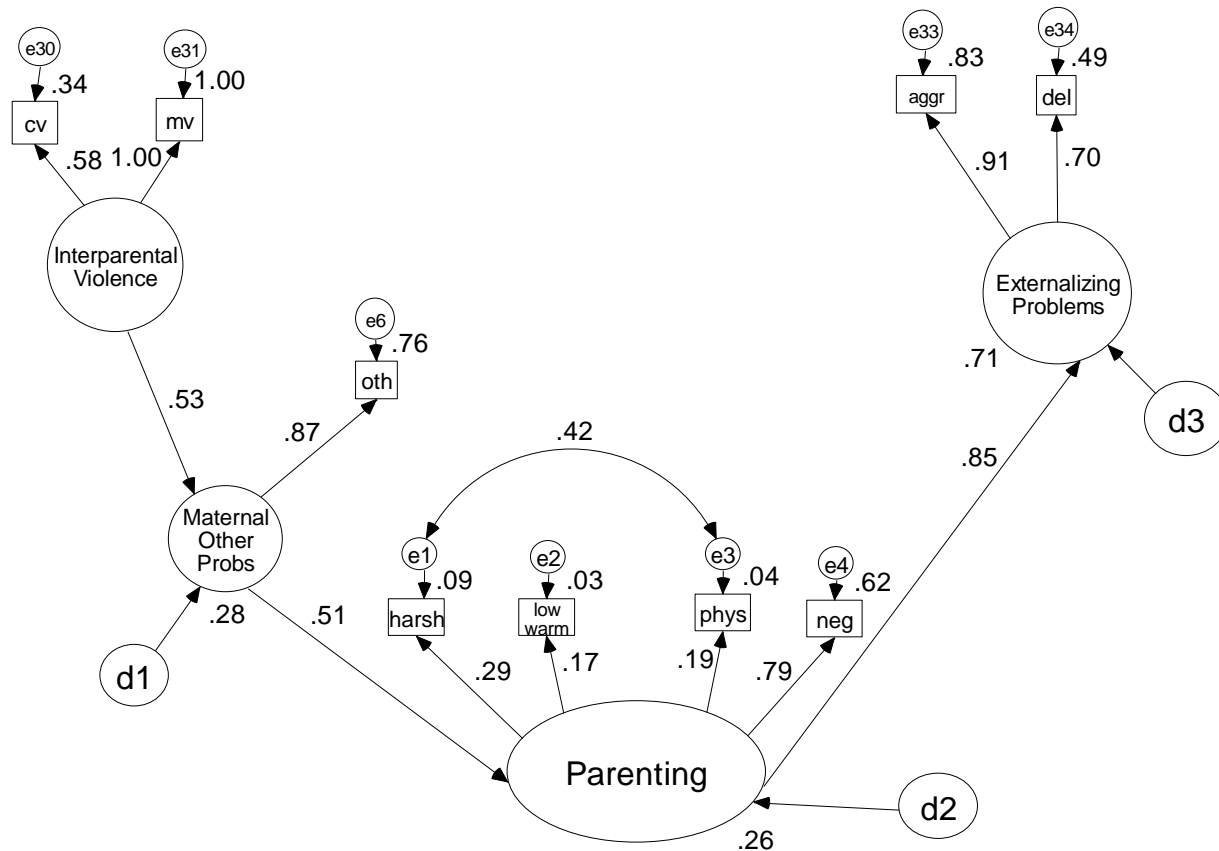 e30
e31
e33
e34
.34
1.00
.83
.49
cv
mv
aggr
del
.58
1.00
.91
.70
Interparental
Violence
Externalizing
Problems
e6
.76
oth
.71
.53
.87
d3
.42
.85
Maternal
Other
Probs
e1
e2
e3
e4
.09
.03
.04
.62
harsh
low
warm
phys
neg
.28
.51
d1
.29
.17
.19
.79
Parenting
d2
.26